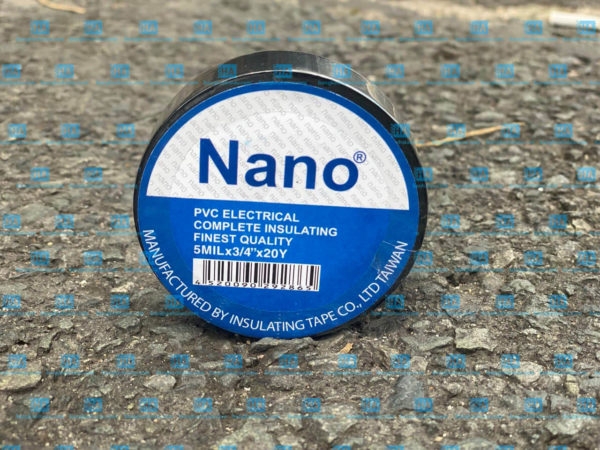 Nano®
PVC ELECTRICAL
COMPLETE INSULATING
FINEST QUALITY
5MILx3/4"x20Y
MANUFACTURED BY INSULATING TAPE CO., LTD TAIWAN